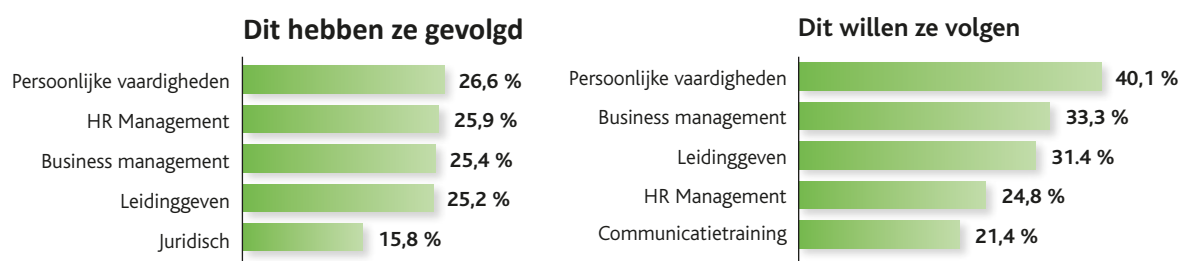 Dit hebben ze gevolgd
Persoonlijke vaardigheden 26,6 %
HR Management 25,9 %
Business management 25,4 %
Leidinggeven 25,2 %
Juridisch 15,8 %
Dit willen ze volgen
Persoonlijke vaardigheden 40,1 %
Business management 33,3 %
Leidinggeven 31.4 %
HR Management 24,8 %
Communicatietraining 21,4 %